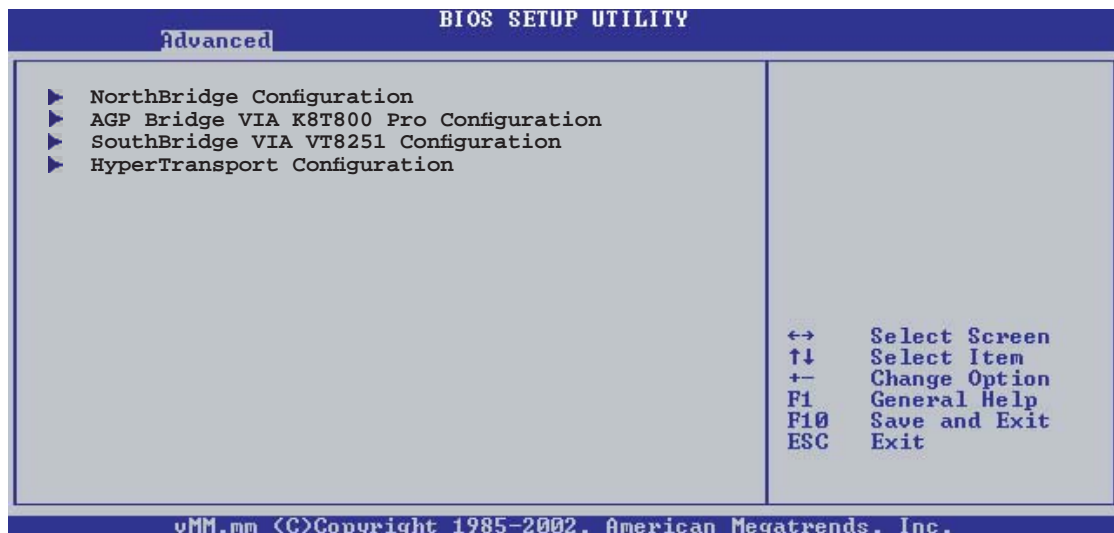 BIOS SETUP UTILITY
Advanced
NorthBridge Configuration
AGP Bridge VIA K8T800 Pro Configuration
SouthBridge VIA VT8251 Configuration
HyperTransport Configuration
←→ Select Screen
↑↓ Select Item
+- Change Option
F1 General Help
F10 Save and Exit
ESC Exit
vMM.mm (C)Copyright 1985-2002, American Megatrends, Inc.